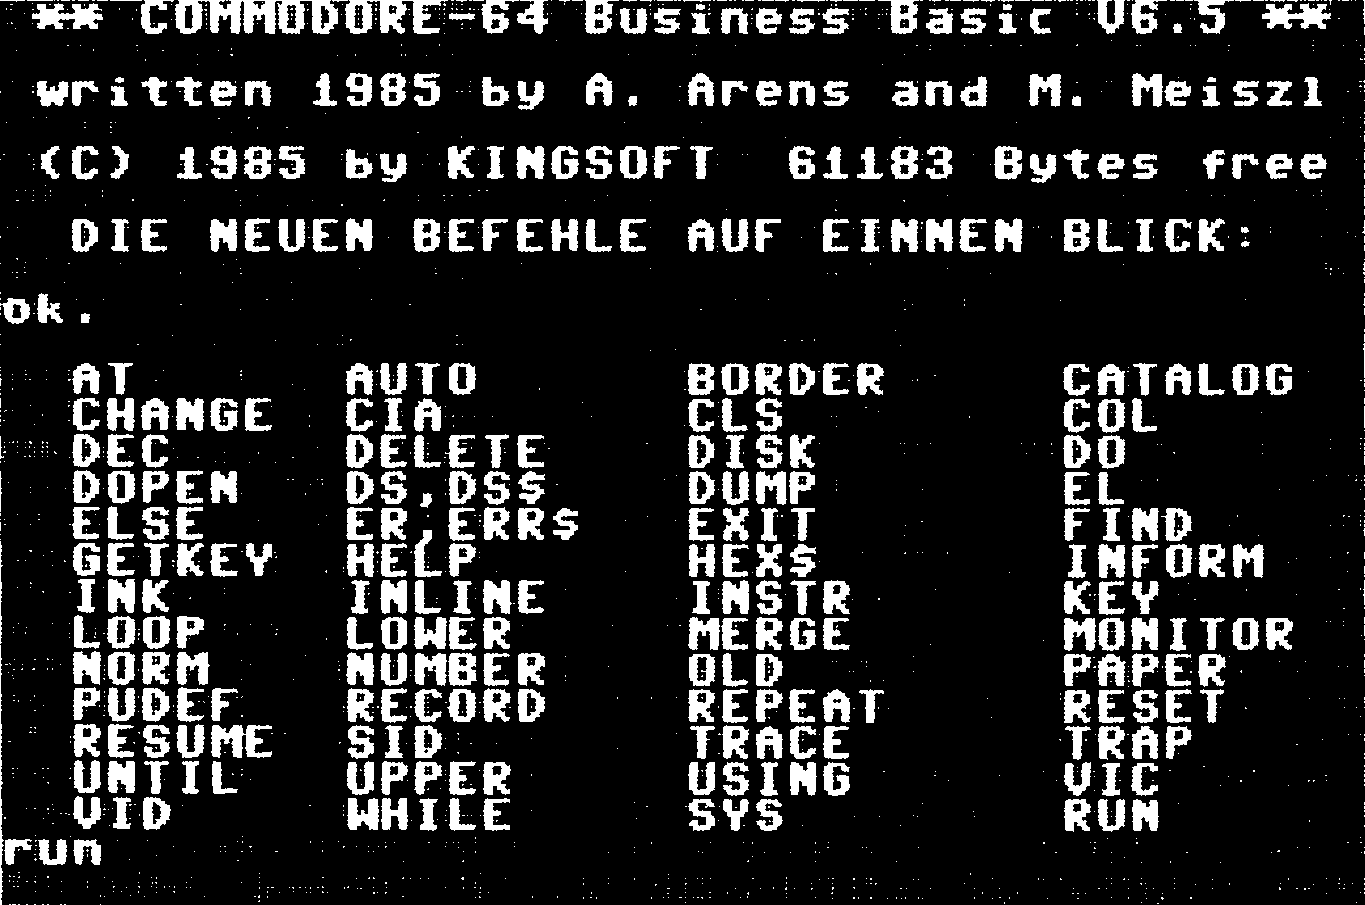 ** COMMODORE-64 Business Basic V6.5 **
written 1985 by A. Arens and M. Meiszl
(C) 1985 by KINGSOFT  61183 Bytes free
DIE NEUEN BEFEHLE AUF EINMEN BLICK:
ok.
AT AUTO BORDER CATALOG
CHANGE CIA CLS COL
DEC DELETE DISK DO
DOPEN DS,DS$ DUMP EL
ELSE ER,ERR$ EXIT FIND
GETKEY HELP HEX$ INFORM
INK INLINE INSTR KEY
LOOP LOWER MERGE MONITOR
NORM NUMBER OLD PAPER
PUDEF RECORD REPEAT RESET
RESUME SID TRACE TRAP
UNTIL UPPER USING VIC
VID WHILE SYS RUN
run